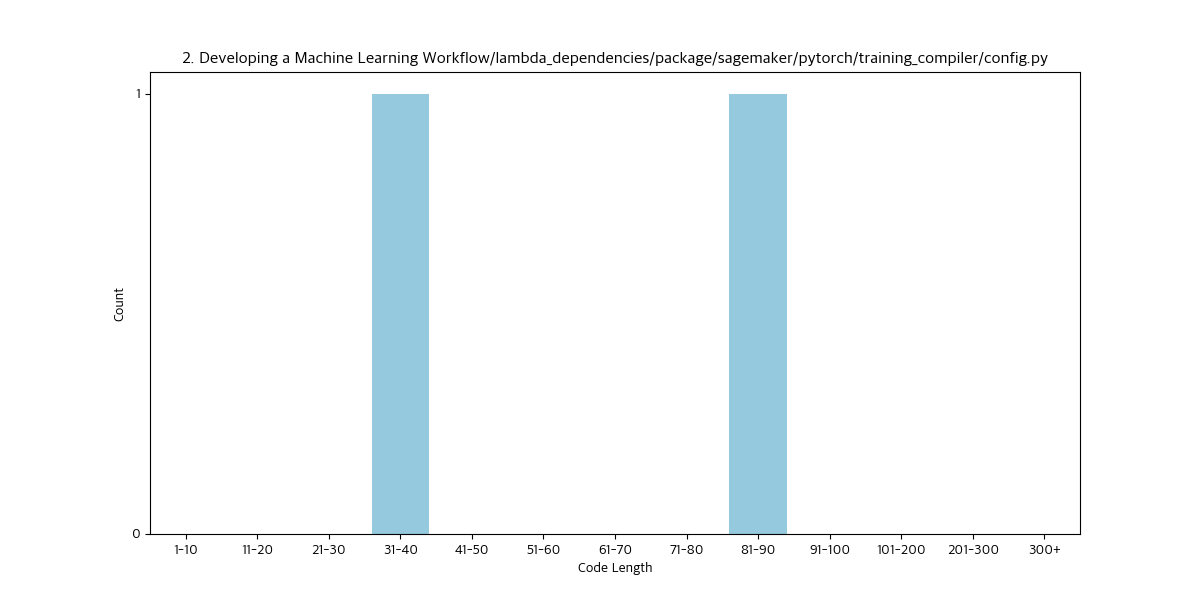 2. Developing a Machine Learning Workflow/lambda_dependencies/package/sagemaker/pytorch/training_compiler/config.py
1
Count
0
1-10 11-20 21-30 31-40 41-50 51-60 61-70 71-80 81-90 91-100 101-200 201-300 300+
Code Length